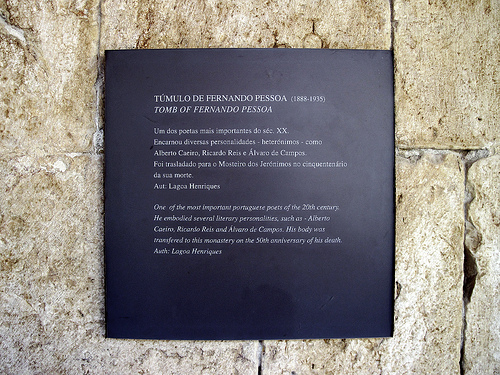 TÚMULO DE FERNANDO PESSOA (1888-1935)
TOMB OF FERNANDO PESSOA
Um dos poetas mais importantes do séc. XX.
Encarnou diversas personalidades - heterónimos - como
Alberto Caeiro, Ricardo Reis e Álvaro de Campos.
Foi trasladado para o Mosteiro dos Jerónimos no cinquentenário
da sua morte.
Aut: Lagoa Henriques
One of the most important portuguese poets of the 20th century.
He embodied several literary personalities, such as - Alberto
Caeiro, Ricardo Reis and Álvaro de Campos. His body was
transfered to this monastery on the 50th anniversary of his death.
Auth: Lagoa Henriques